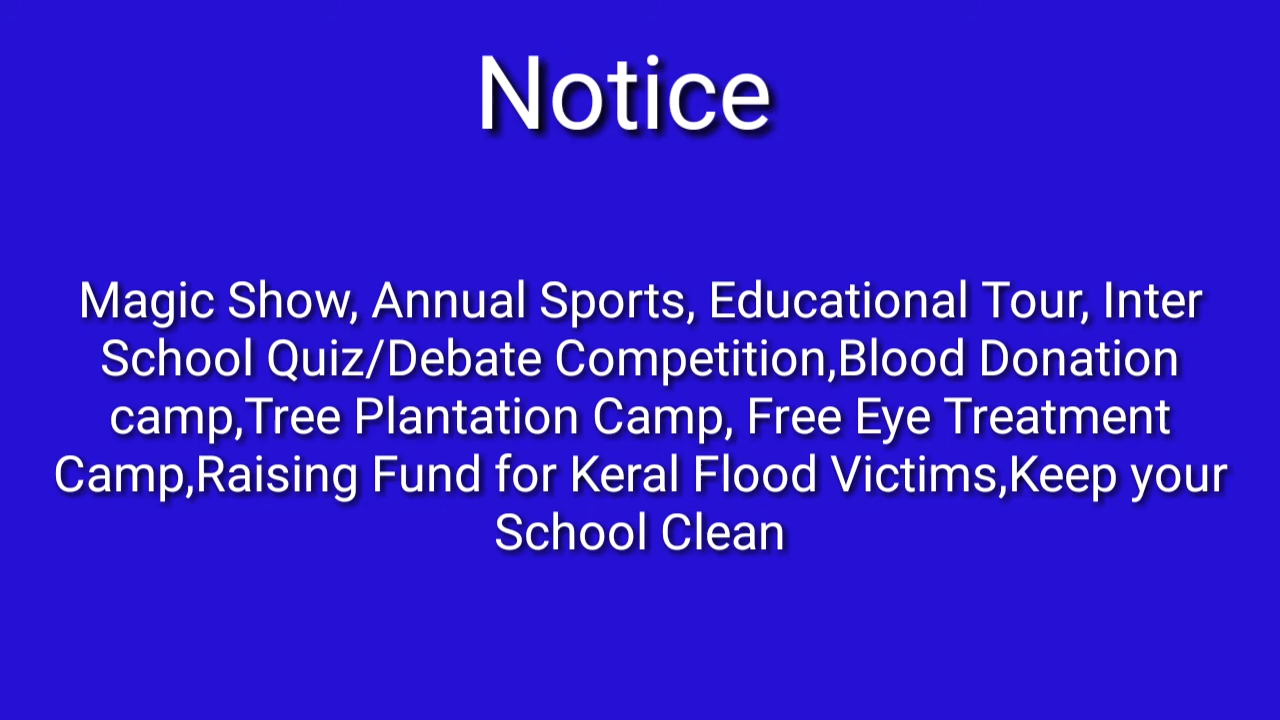 Notice
Magic Show, Annual Sports, Educational Tour, Inter
School Quiz/Debate Competition,Blood Donation
camp,Tree Plantation Camp, Free Eye Treatment
Camp,Raising Fund for Keral Flood Victims,Keep your
School Clean